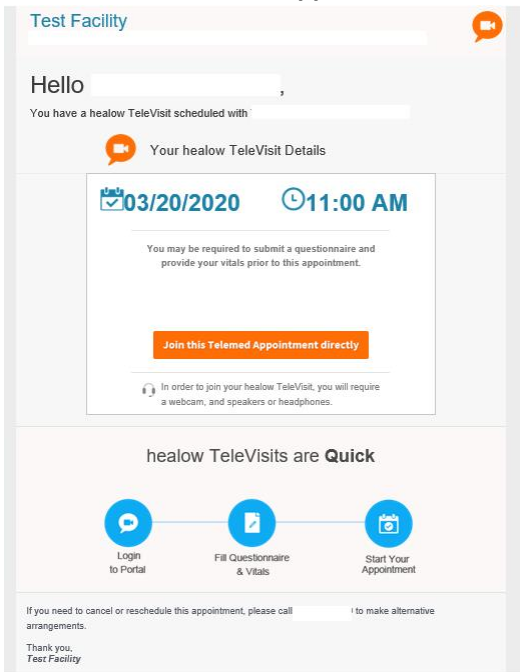 Test Facility
Hello ,
You have a healow TeleVisit scheduled with
Your healow TeleVisit Details
03/20/2020 11:00 AM
You may be required to submit a questionnaire and
provide your vitals prior to this appointment.
Join this Telemed Appointment directly
In order to join your healow TeleVisit, you will require
a webcam, and speakers or headphones.
healow TeleVisits are Quick
Login
to Portal
Fill Questionnaire
& Vitals
Start Your
Appointment
If you need to cancel or reschedule this appointment, please call to make alternative
arrangements.
Thank you,
Test Facility